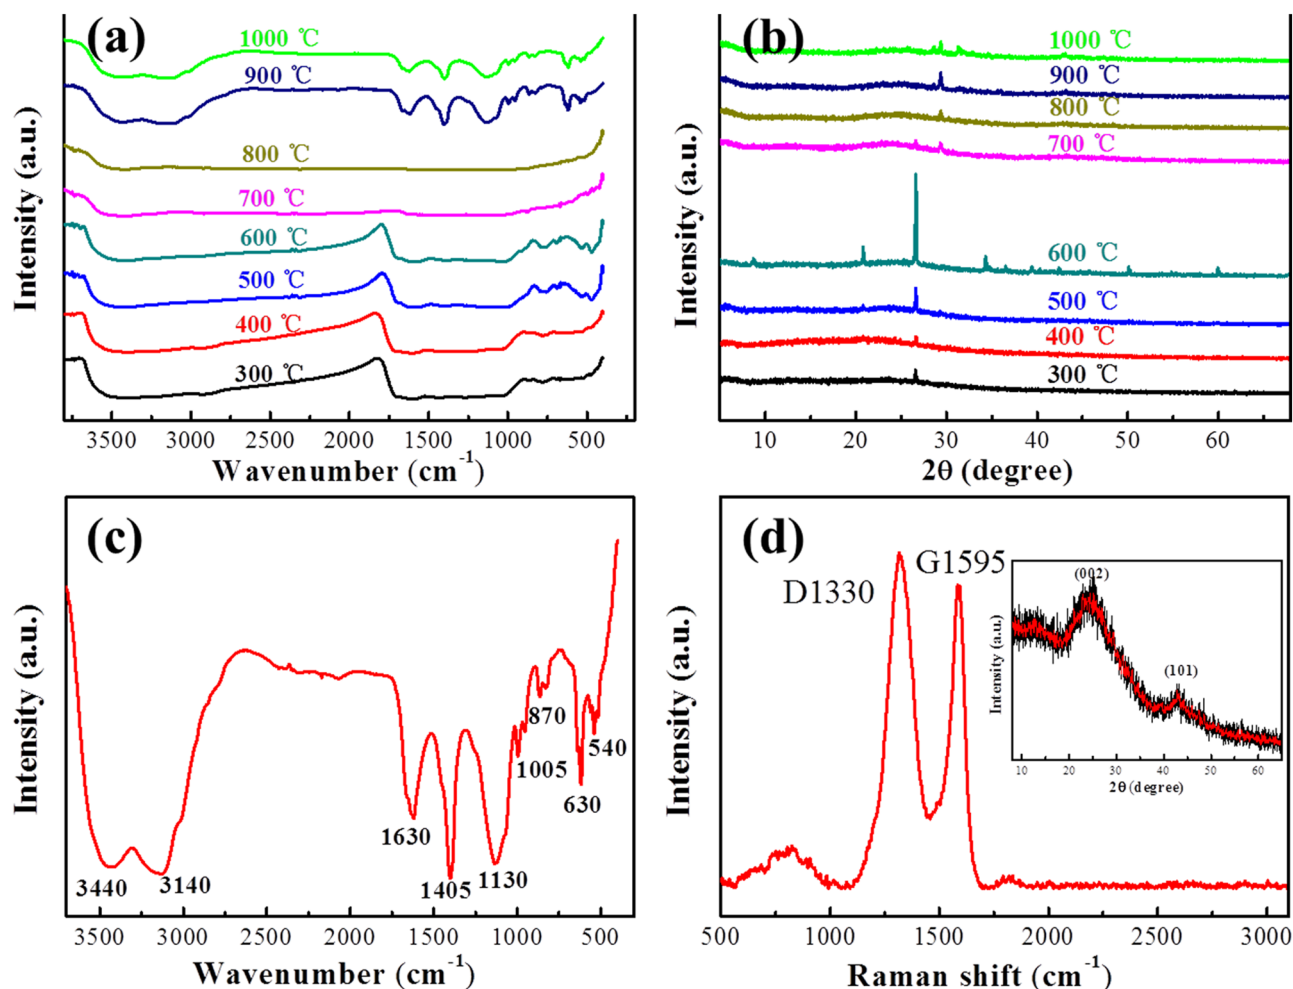 (a)
1000 ℃
900 ℃
800 ℃
700 ℃
600 ℃
500 ℃
400 ℃
300 ℃
Intensity (a.u.)
3500 3000 2500 2000 1500 1000 500
Wavenumber (cm-1)
(b)
1000 ℃
900 ℃
800 ℃
700 ℃
600 ℃
500 ℃
400 ℃
300 ℃
Intensity (a.u.)
10 20 30 40 50 60
2θ (degree)
(c)
3440
3140
1630
1405
1130
1005
870
630
540
Intensity (a.u.)
3500 3000 2500 2000 1500 1000 500
Wavenumber (cm-1)
(d)
D1330
G1595
(002)
(101)
Intensity (a.u.)
10 20 30 40 50 60
2θ (degree)
Intensity (a.u.)
500 1000 1500 2000 2500 3000
Raman shift (cm-1)